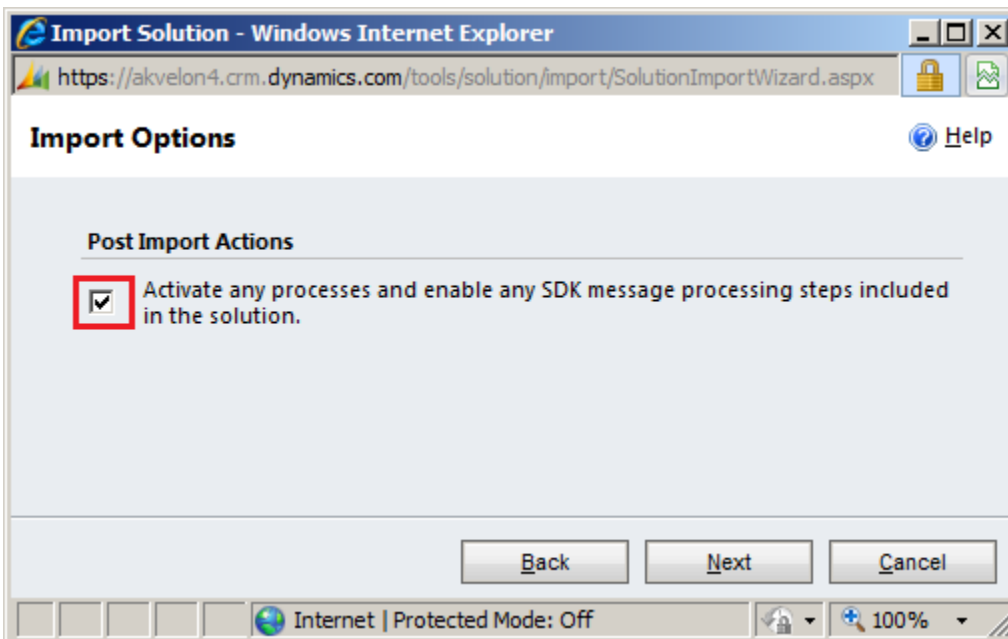 Import Solution - Windows Internet Explorer
https://akvelon4.crm.dynamics.com/tools/solution/import/SolutionImportWizard.aspx
Import Options
Help
Post Import Actions
Activate any processes and enable any SDK message processing steps included
in the solution.
Back
Next
Cancel
Internet | Protected Mode: Off
100%